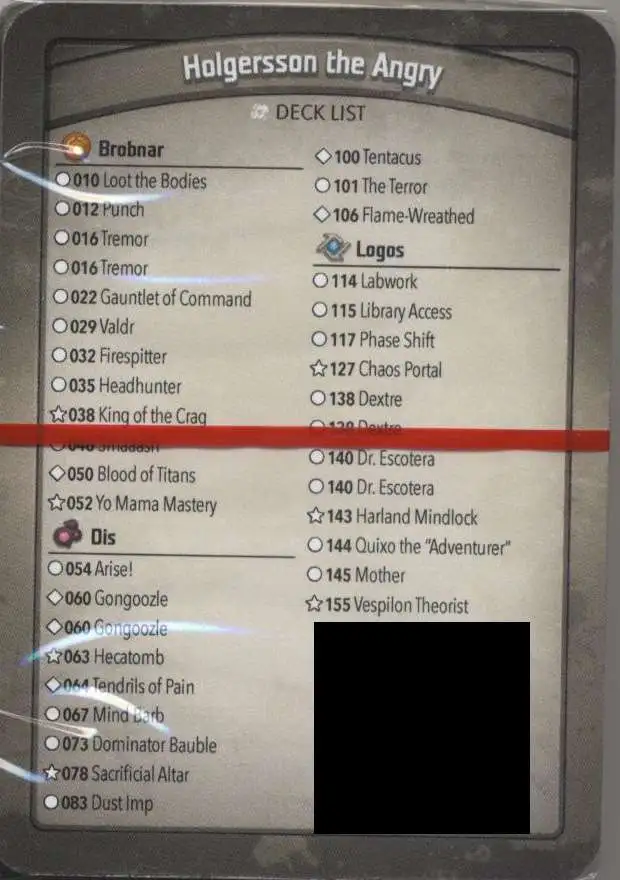 Holgersson the Angry
DECK LIST
Brobnar
010 Loot the Bodies
012 Punch
016 Tremor
016 Tremor
022 Gauntlet of Command
029 Valdr
032 Firespitter
035 Headhunter
038 King of the Crag
050 Blood of Titans
052 Yo Mama Mastery
Dis
054 Arise!
060 Gongoozle
060 Gongoozle
063 Hecatomb
064 Tendrils of Pain
067 Mind Barb
073 Dominator Bauble
078 Sacrificial Altar
083 Dust Imp
100 Tentacus
101 The Terror
106 Flame-Wreathed
Logos
114 Labwork
115 Library Access
117 Phase Shift
127 Chaos Portal
138 Dextre
138 Dextre
140 Dr. Escotera
140 Dr. Escotera
143 Harland Mindlock
144 Quixo the "Adventurer"
145 Mother
155 Vespilon Theorist